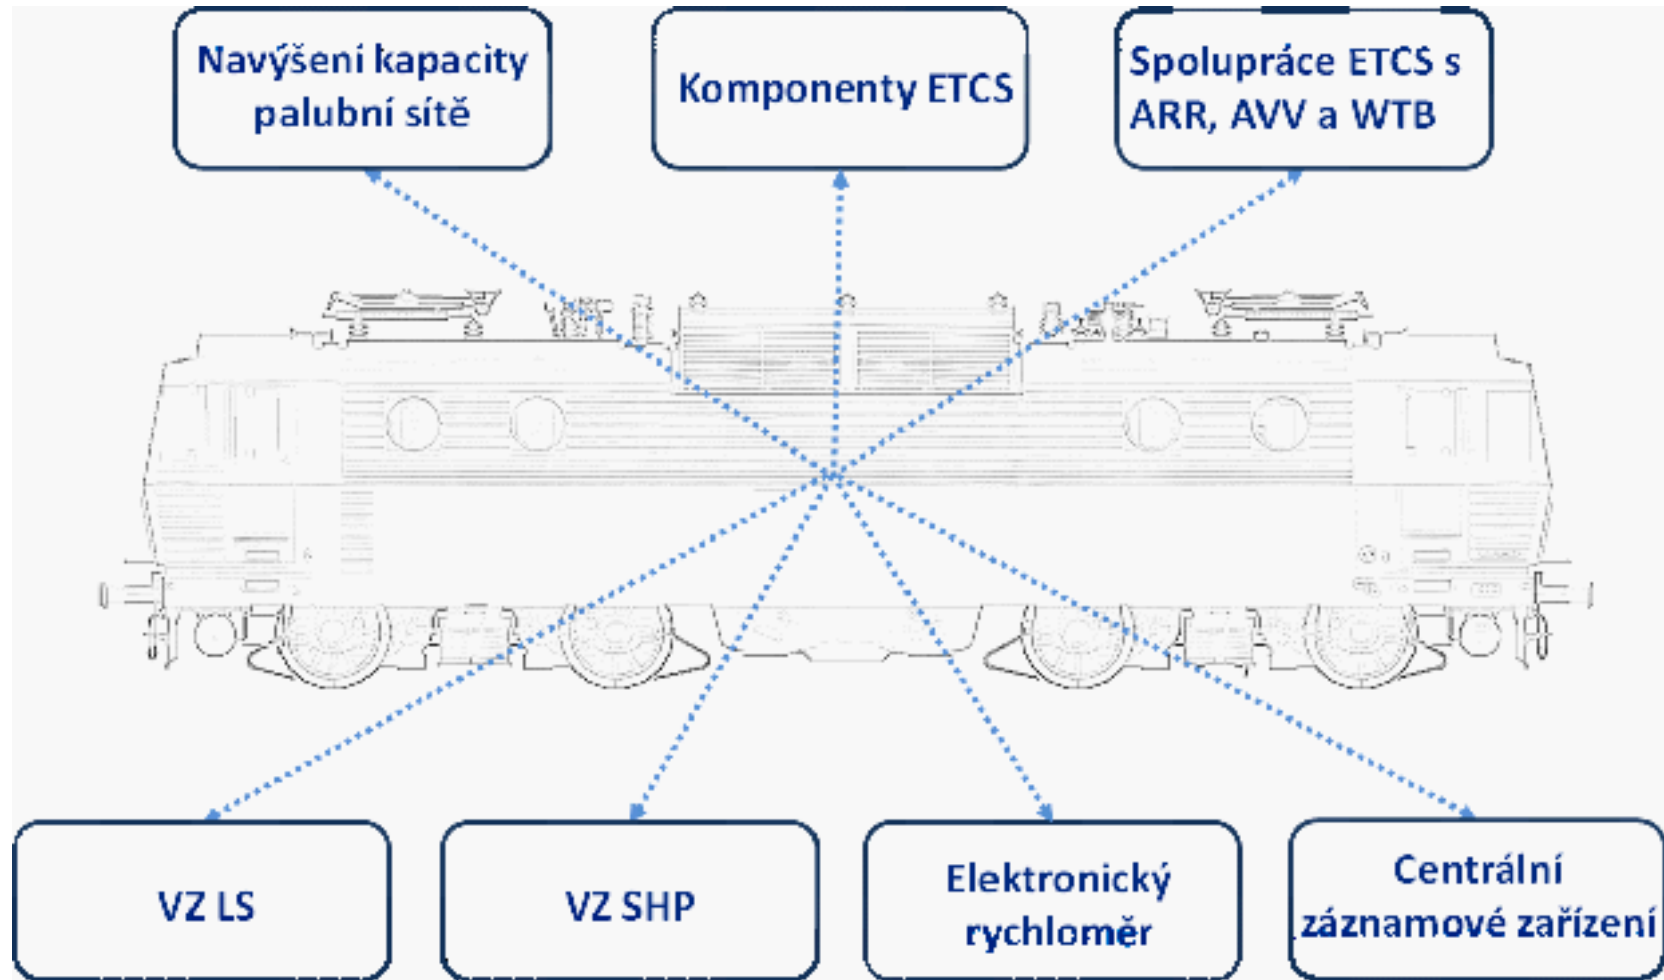 Navýšení kapacity
palubní sítě
Komponenty ETCS
Spolupráce ETCS s
ARR, AVV a WTB
VZ LS
VZ SHP
Elektronický
rychloměr
Centrální
záznamové zařízení